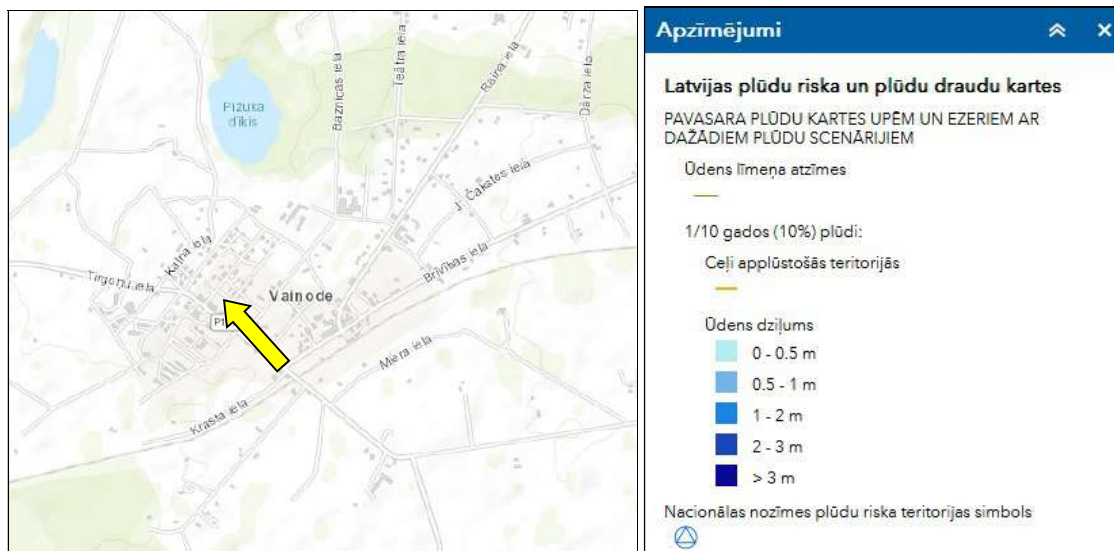 Pižuka
dīķis
Baznīcas iela
Teātra iela
Raiņa iela
Dārza iela
J. Čakstes iela
Brīvības iela
Kalna iela
Tirgoņu iela
Vaiņode
P1
Miera iela
Krasta iela
Apzīmējumi
Latvijas plūdu riska un plūdu draudu kartes
PAVASARA PLŪDU KARTES UPĒM UN EZERIEM AR
DAŽĀDIEM PLŪDU SCENĀRIJIEM
Ūdens līmeņa atzīmes
1/10 gados (10%) plūdi:
Ceļi applūstošās teritorijās
Ūdens dziļums
0 - 0.5 m
0.5 - 1 m
1 - 2 m
2 - 3 m
> 3 m
Nacionālas nozīmes plūdu riska teritorijas simbols